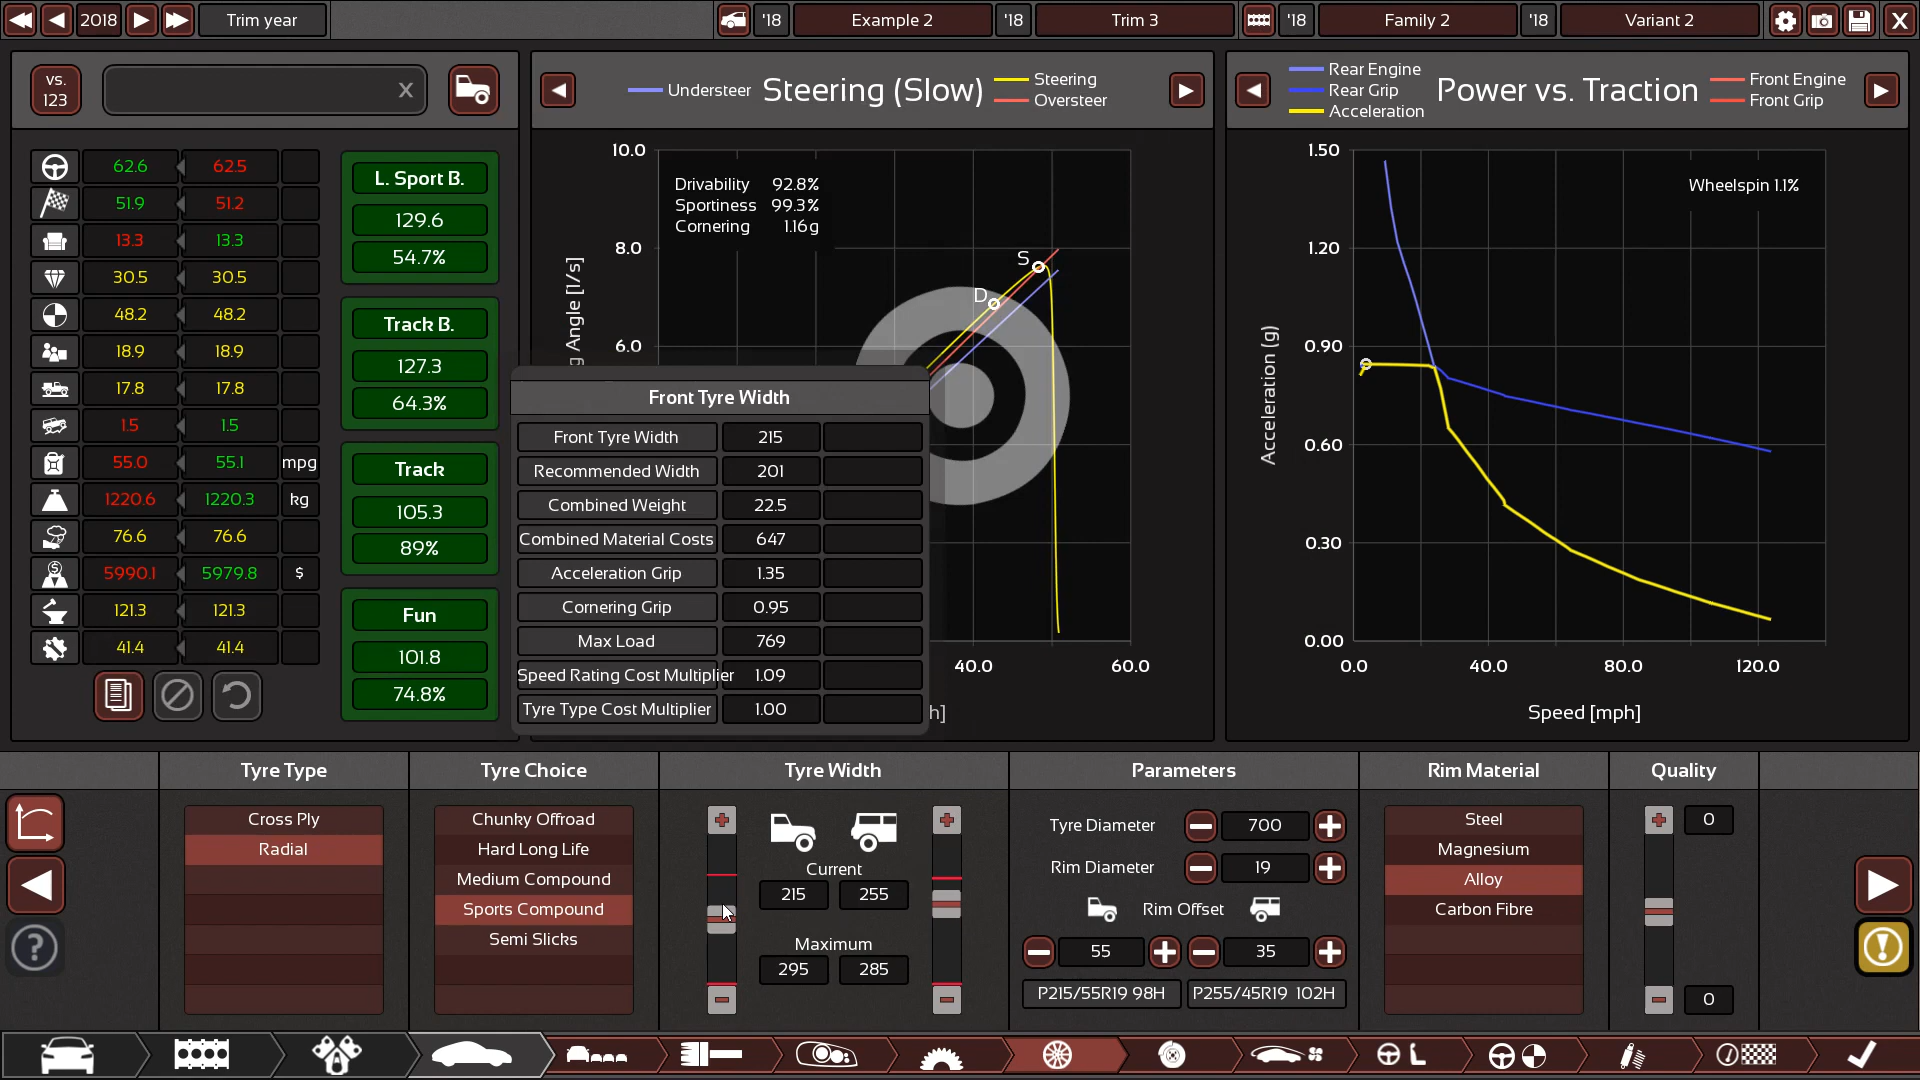 2018 Trim year '18 Example 2 '18 Trim 3 '18 Family 2 '18 Variant 2 X
vs.
123
x
62.6 62.5
51.9 51.2
13.3 13.3
30.5 30.5
48.2 48.2
18.9 18.9
17.8 17.8
1.5 1.5
55.0 55.1 mpg
1220.6 1220.3 kg
76.6 76.6
5990.1 5979.8 $
121.3 121.3
41.4 41.4
L. Sport B.
129.6
54.7%
Track B.
127.3
64.3%
Track
105.3
89%
Fun
101.8
74.8%
Understeer
Steering (Slow)
Steering
Oversteer
10.0
8.0
6.0
g Angle [l/s]
Drivability 92.8%
Sportiness 99.3%
Cornering 1.16g
S
D
40.0 60.0
h]
Front Tyre Width
Front Tyre Width 215
Recommended Width 201
Combined Weight 22.5
Combined Material Costs 647
Acceleration Grip 1.35
Cornering Grip 0.95
Max Load 769
Speed Rating Cost Multiplier 1.09
Tyre Type Cost Multiplier 1.00
Rear Engine
Rear Grip
Acceleration
Power vs. Traction
Front Engine
Front Grip
Wheelspin 1.1%
1.50
1.20
0.90
0.60
0.30
0.00
Acceleration (g)
0.0 40.0 80.0 120.0
Speed [mph]
Tyre Type
Cross Ply
Radial
Tyre Choice
Chunky Offroad
Hard Long Life
Medium Compound
Sports Compound
Semi Slicks
Tyre Width
Current
215 255
Maximum
295 285
Parameters
Tyre Diameter 700
Rim Diameter 19
Rim Offset
55 35
P215/55R19 98H P255/45R19 102H
Rim Material
Steel
Magnesium
Alloy
Carbon Fibre
Quality
0
0
?